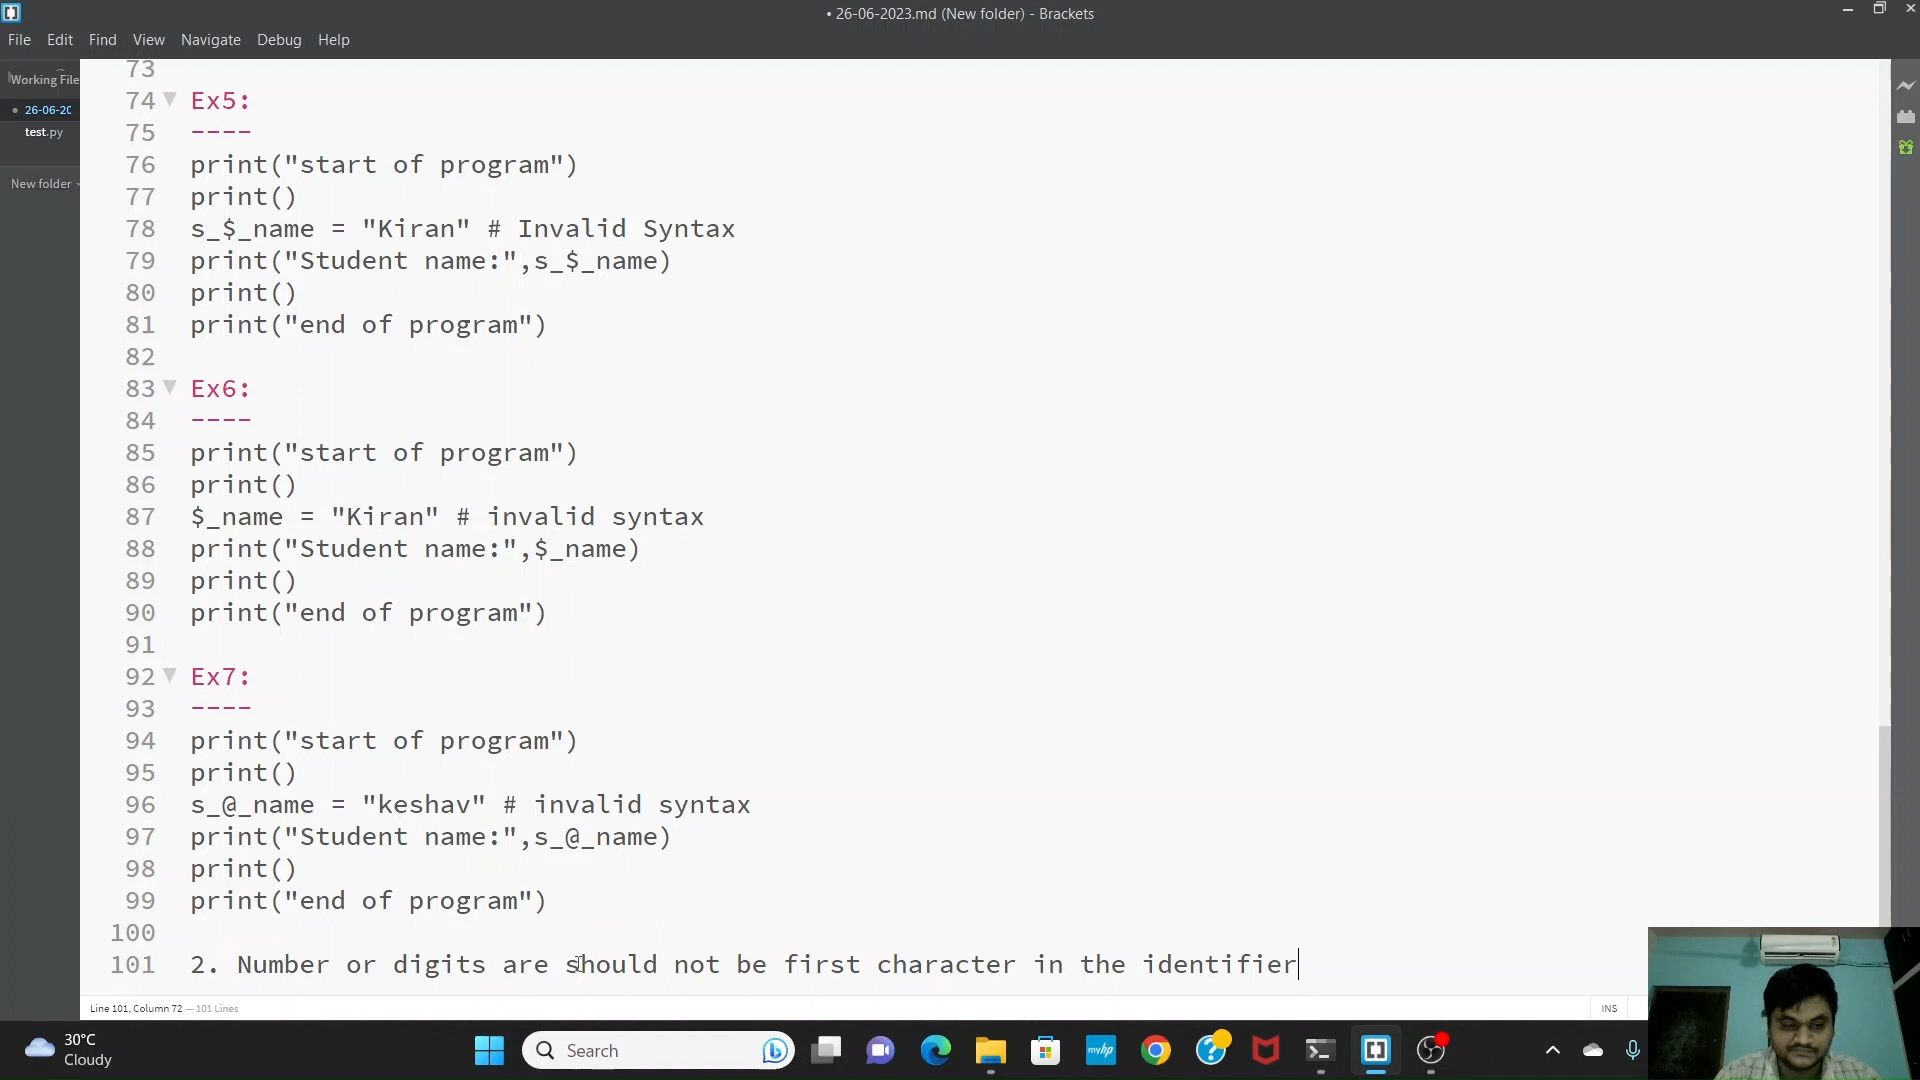 • 26-06-2023.md (New folder) - Brackets
File Edit Find View Navigate Debug Help
Working File
73
74 Ex5:
• 26-06-20
75 ----
test.py
76 print("start of program")
New folder
77 print()
78 s_$_name = "Kiran" # Invalid Syntax
79 print("Student name:",s_$_name)
80 print()
81 print("end of program")
82
83 Ex6:
84 ----
85 print("start of program")
86 print()
87 $_name = "Kiran" # invalid syntax
88 print("Student name:",$_name)
89 print()
90 print("end of program")
91
92 Ex7:
93 ----
94 print("start of program")
95 print()
96 s_@_name = "keshav" # invalid syntax
97 print("Student name:",s_@_name)
98 print()
99 print("end of program")
100
101 2. Number or digits are should not be first character in the identifier
Line 101, Column 72 — 101 Lines
INS
30°C
Cloudy
Search
myhp